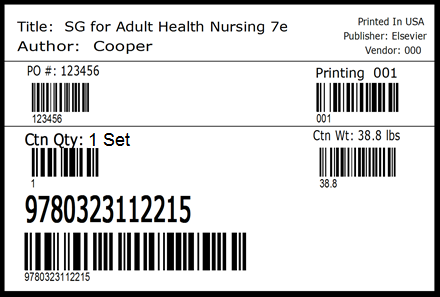 Title:  SG for Adult Health Nursing 7e
Author:  Cooper
Printed In USA
Publisher: Elsevier
Vendor: 000
PO #: 123456
123456
Printing  001
001
Ctn Qty: 1 Set
1
Ctn Wt: 38.8 lbs
38.8
9780323112215
9780323112215